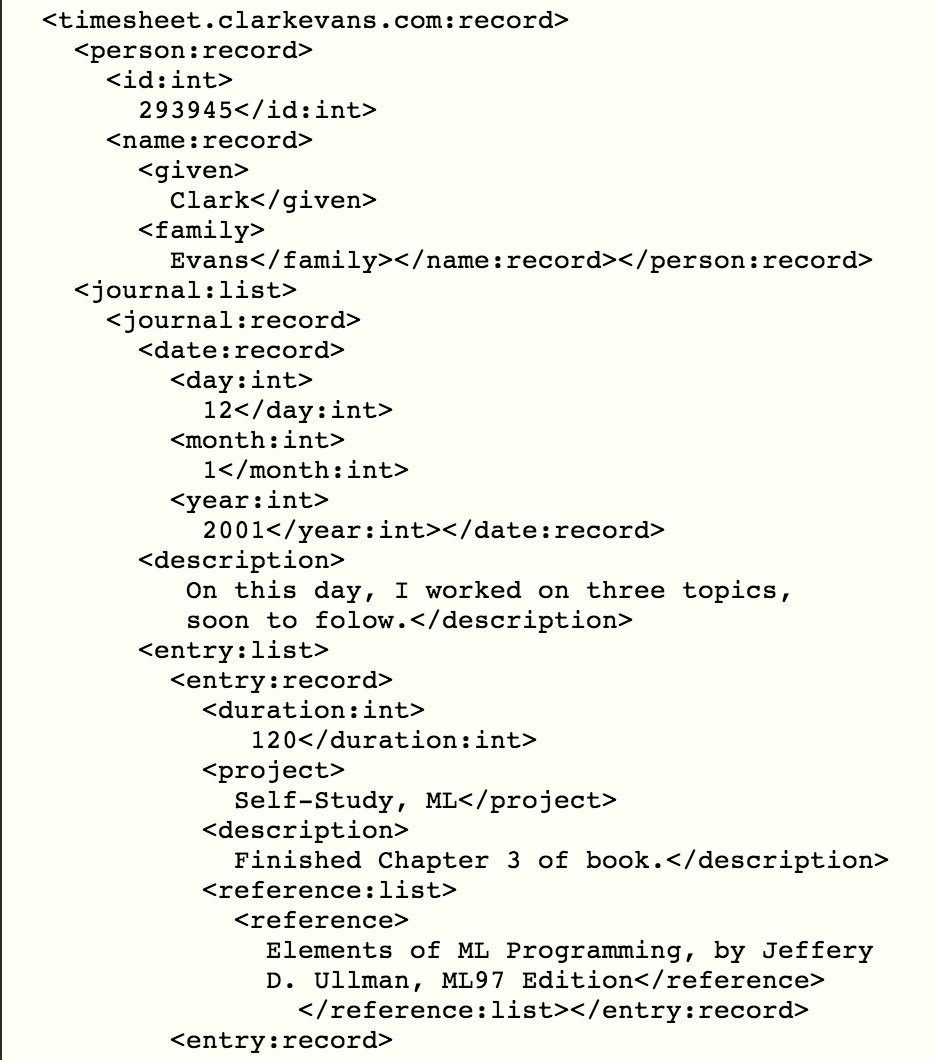 <timesheet.clarkevans.com:record>
<person:record>
<id:int>
293945</id:int>
<name:record>
<given>
Clark</given>
<family>
Evans</family></name:record></person:record>
<journal:list>
<journal:record>
<date:record>
<day:int>
12</day:int>
<month:int>
1</month:int>
<year:int>
2001</year:int></date:record>
<description>
On this day, I worked on three topics,
soon to folow.</description>
<entry:list>
<entry:record>
<duration:int>
120</duration:int>
<project>
Self-Study, ML</project>
<description>
Finished Chapter 3 of book.</description>
<reference:list>
<reference>
Elements of ML Programming, by Jeffery
D. Ullman, ML97 Edition</reference>
</reference:list></entry:record>
<entry:record>